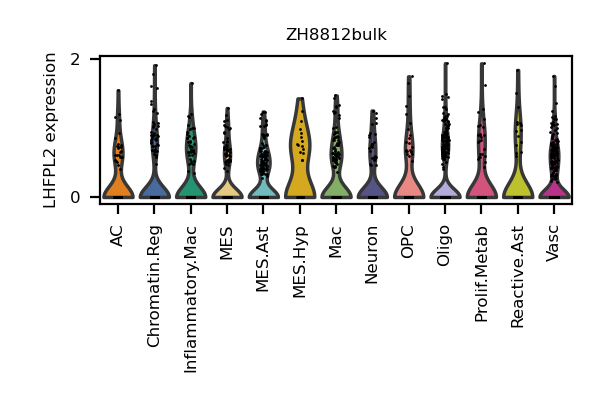 ZH8812bulk
LHFPL2 expression
2
0
AC
Chromatin.Reg
Inflammatory.Mac
MES
MES.Ast
MES.Hyp
Mac
Neuron
OPC
Oligo
Prolif.Metab
Reactive.Ast
Vasc